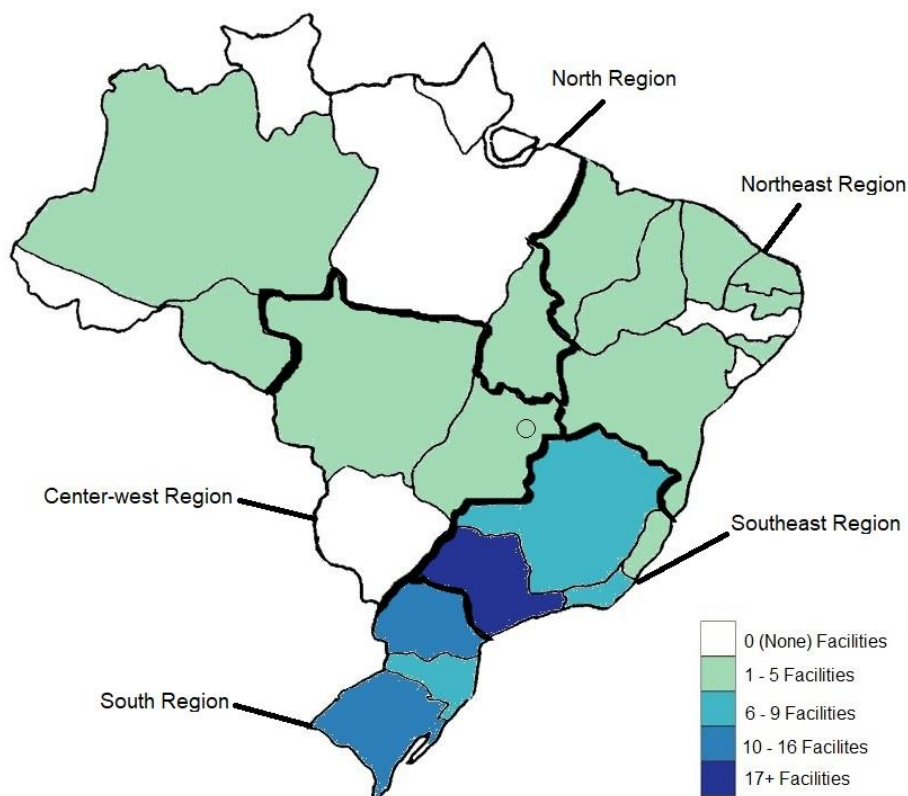 North Region
Northeast Region
Center-west Region
Southeast Region
South Region
0 (None) Facilities
1 - 5 Facilities
6 - 9 Facilities
10 - 16 Facilites
17+ Facilities